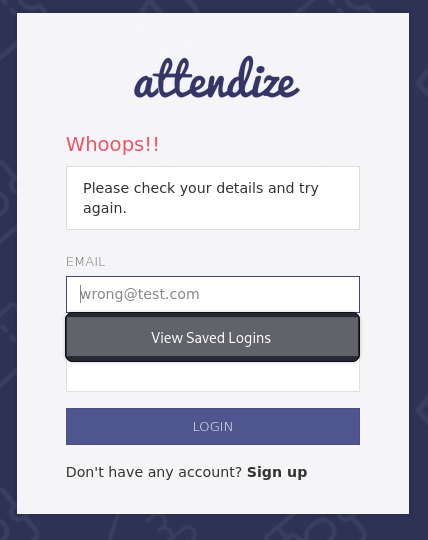 attendize
Whoops!!
Please check your details and try
again.
EMAIL
wrong@test.com
View Saved Logins
LOGIN
Don't have any account? Sign up